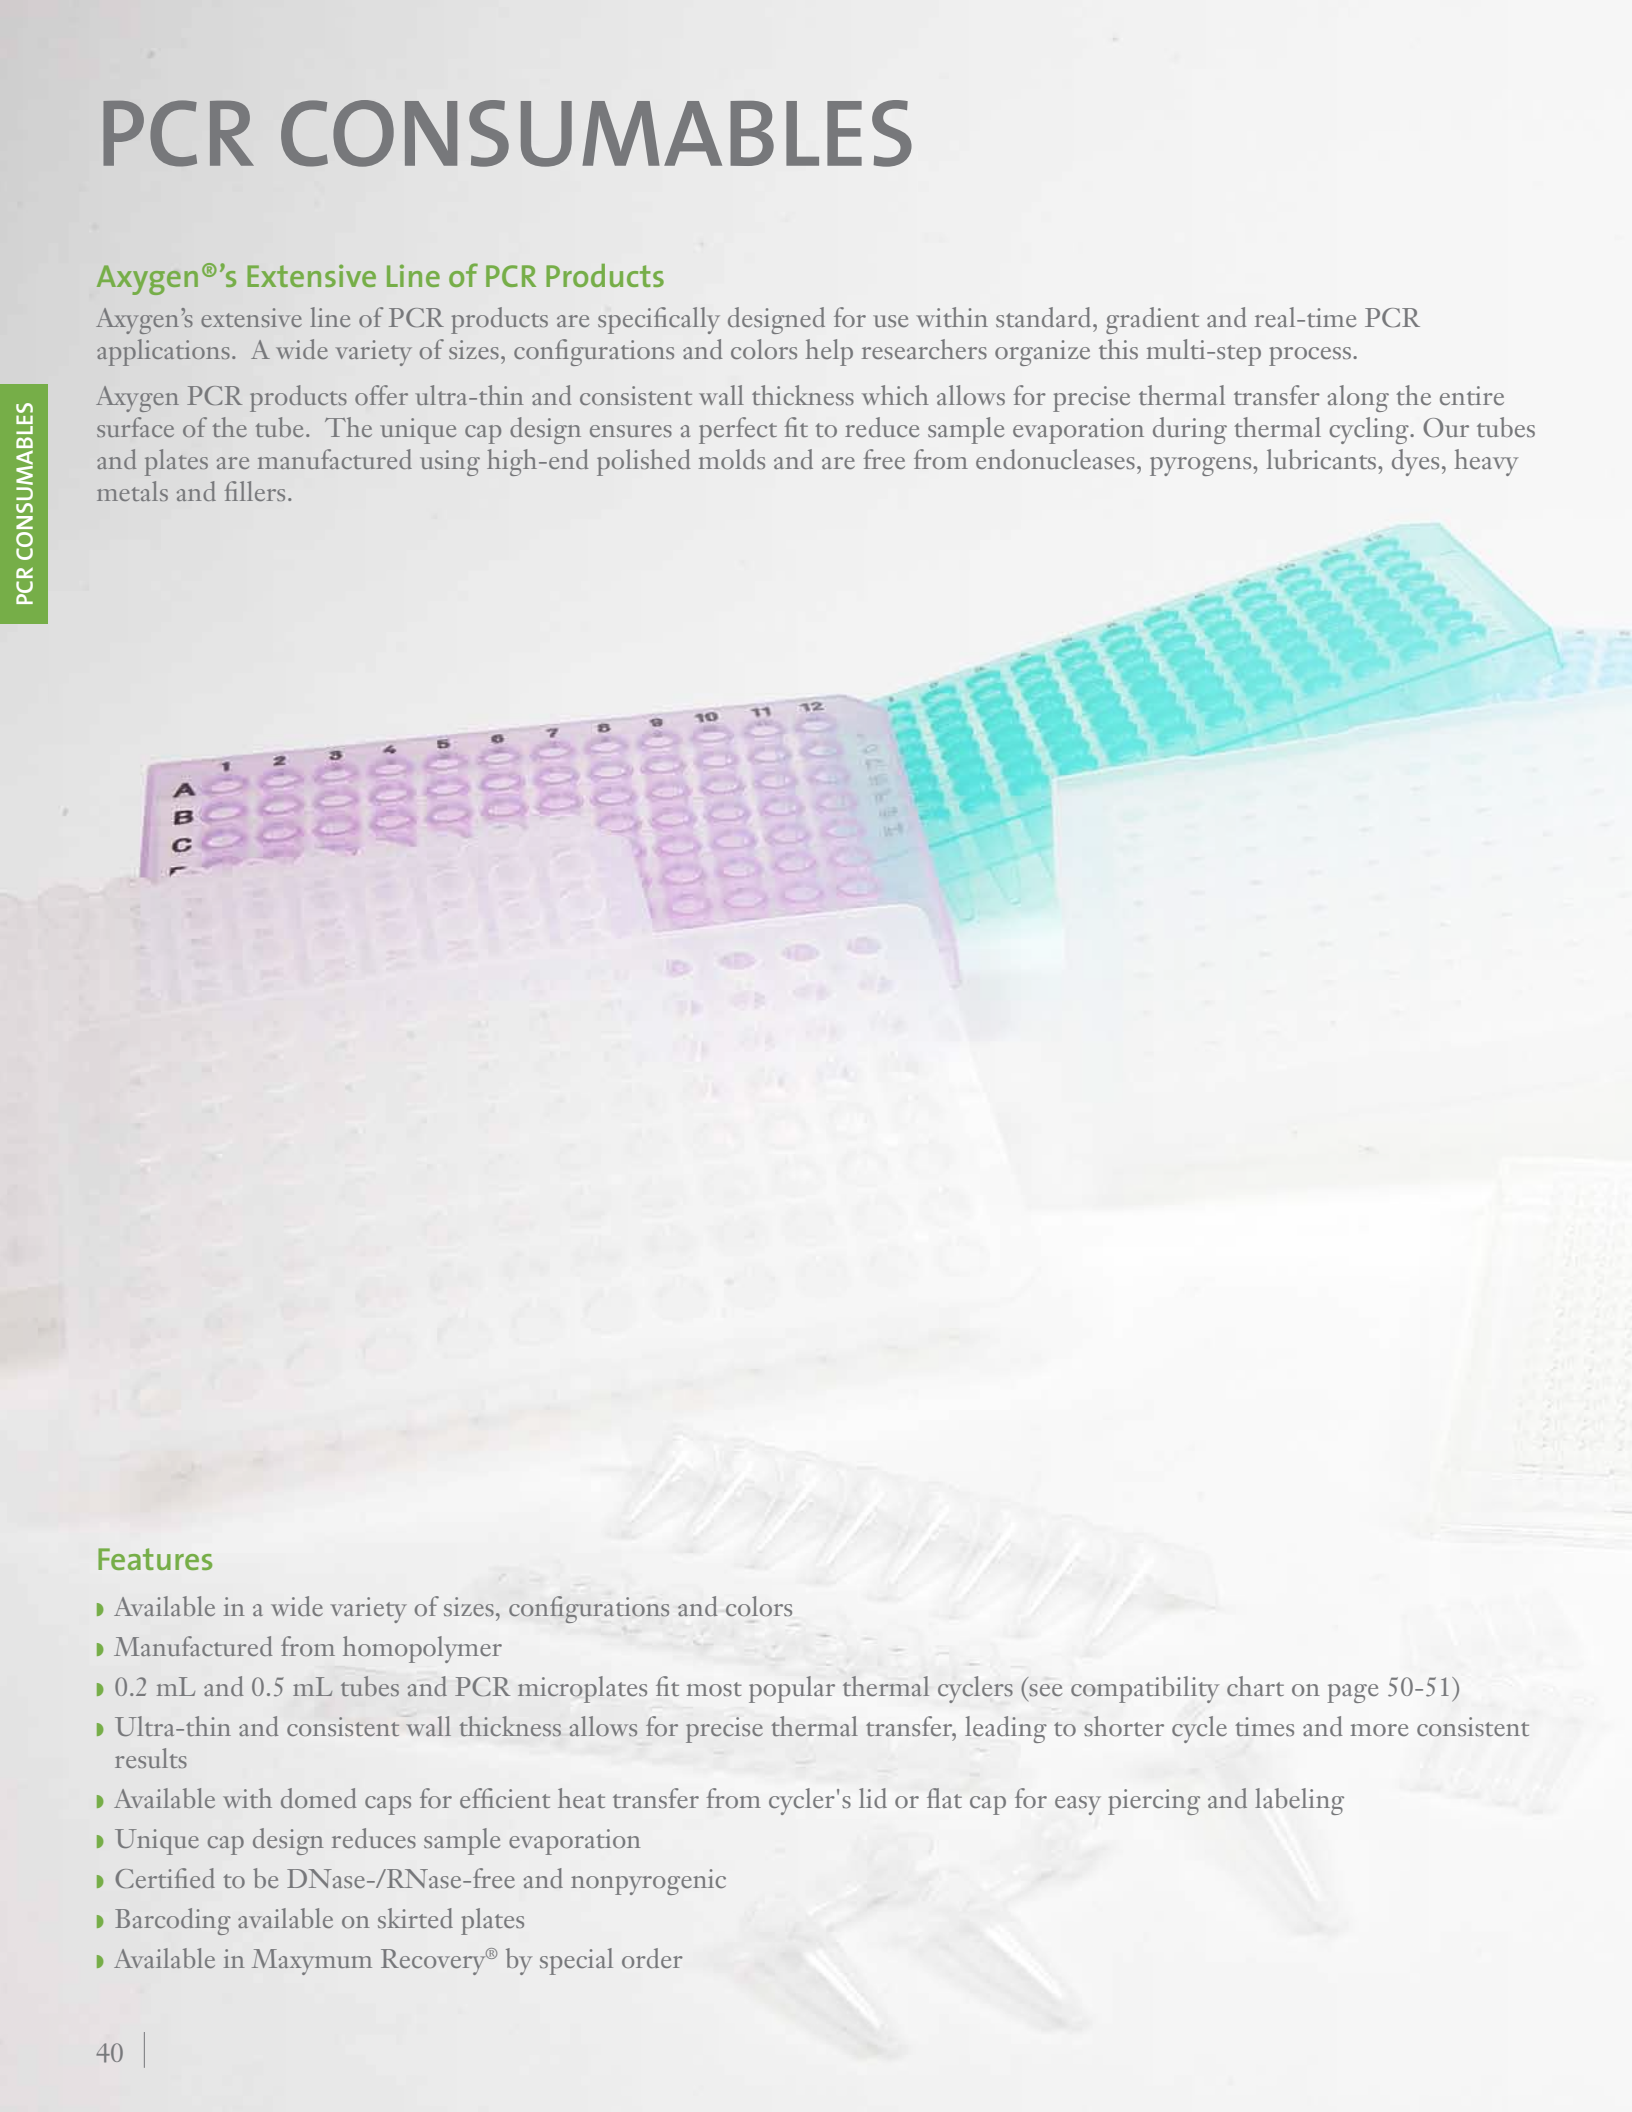 PCR CONSUMABLES
Axygen®’s Extensive Line of PCR Products
Axygen’s extensive line of PCR products are specifically designed for use within standard, gradient and real-time PCR
applications.  A wide variety of sizes, configurations and colors help researchers organize this multi-step process.
Axygen PCR products offer ultra-thin and consistent wall thickness which allows for precise thermal transfer along the entire
surface of the tube.  The unique cap design ensures a perfect fit to reduce sample evaporation during thermal cycling. Our tubes
and plates are manufactured using high-end polished molds and are free from endonucleases, pyrogens, lubricants, dyes, heavy
metals and fillers.
PCR CONSUMABLES
1 2 3 4 5 6 7 8 9 10 11 12
A
B
C
H
Features
◗ Available in a wide variety of sizes, configurations and colors
◗ Manufactured from homopolymer
◗ 0.2 mL and 0.5 mL tubes and PCR microplates fit most popular thermal cyclers (see compatibility chart on page 50-51)
◗ Ultra-thin and consistent wall thickness allows for precise thermal transfer, leading to shorter cycle times and more consistent
results
◗ Available with domed caps for efficient heat transfer from cycler's lid or flat cap for easy piercing and labeling
◗ Unique cap design reduces sample evaporation
◗ Certified to be DNase-/RNase-free and nonpyrogenic
◗ Barcoding available on skirted plates
◗ Available in Maxymum Recovery® by special order
40